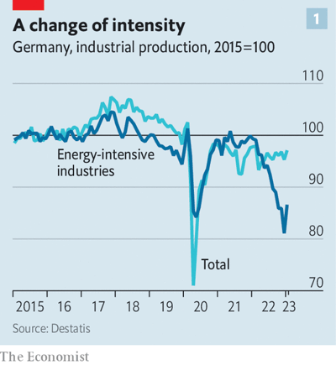 1
A change of intensity
Germany, industrial production, 2015=100
110
100
Energy-intensive
industries
90
80
Total
70
2015 16 17 18 19 20 21 22 23
Source: Destatis
The Economist